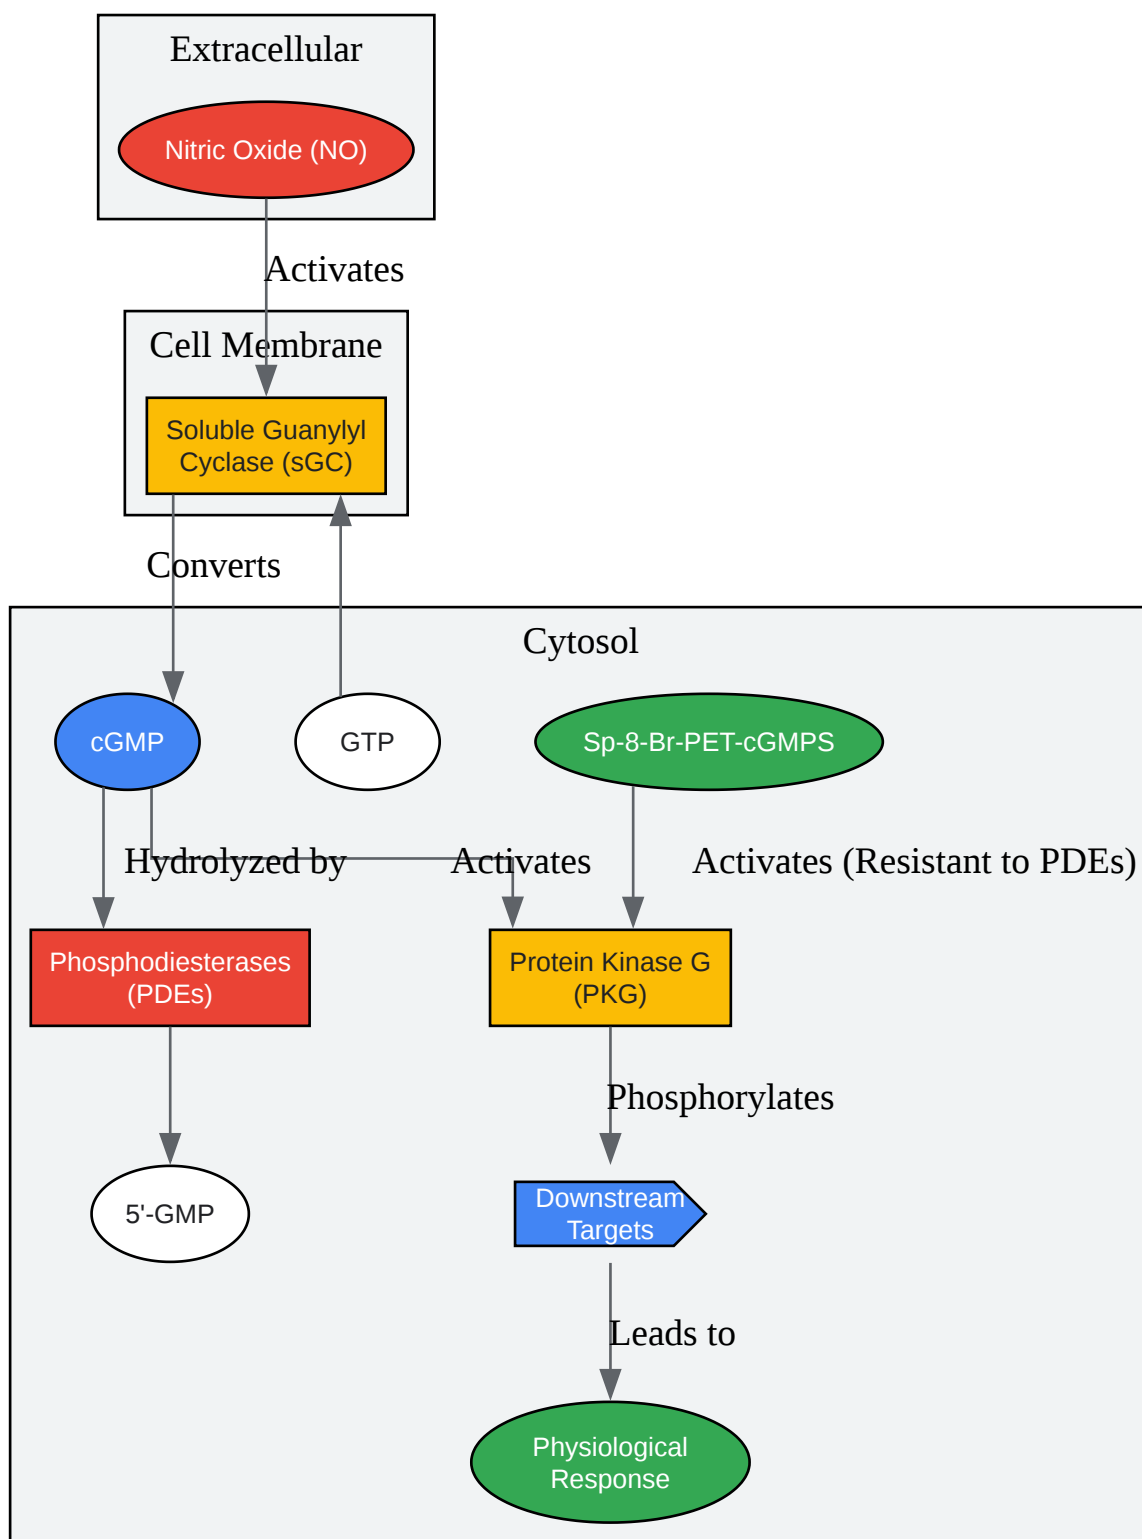 Extracellular
Nitric Oxide (NO)
Activates
Cell Membrane
Soluble Guanylyl
Cyclase (sGC)
Converts
Cytosol
cGMP
GTP
Sp-8-Br-PET-cGMPS
Hydrolyzed by
Activates
Activates (Resistant to PDEs)
Phosphodiesterases
(PDEs)
Protein Kinase G
(PKG)
Phosphorylates
5'-GMP
Downstream
Targets
Leads to
Physiological
Response